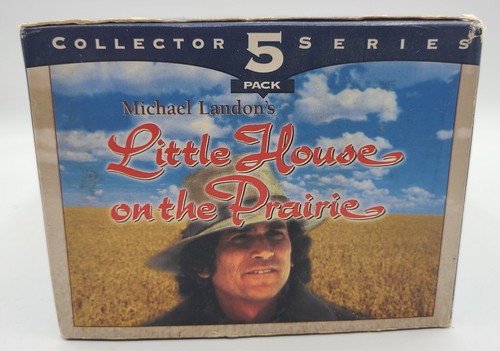 COLLECTOR 5 SERIES
PACK
Michael Landon's
Little House
on the Prairie